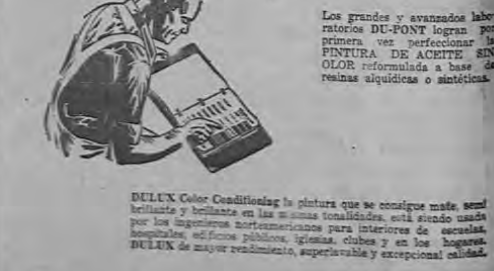 Los grandes y avanzados labo
ratorios DU-PONT logran por
primera vez perfeccionar la
PINTURA DE ACEITE SIN
OLOR reformulada a base de
resinas alquídicas o sintéticas.
DULUX Color Conditioning la pintura que se consigue mate, semi
brillante y brillante en las mismas tonalidades, está siendo usada
por los ingenieros norteamericanos para interiores de escuelas,
hospitales, edificios públicos, iglesias, clubes y en los hogares.
DULUX de mayor rendimiento, superlavable y excepcional calidad.